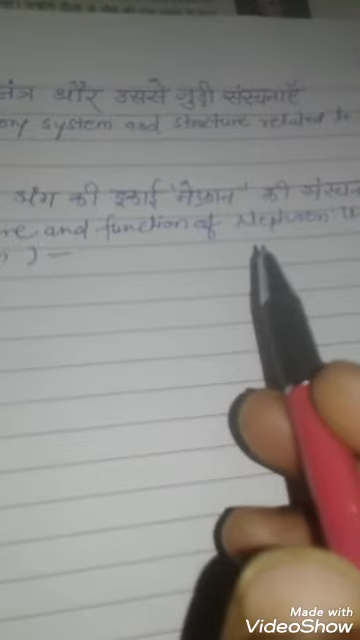 तंत्र और उससे जुड़ी संरचनाएँ
ory system and structure related to
अंग की इकाई 'नेफ्रान' की संरचन
re and function of Nephron u
) —
Made with
VideoShow